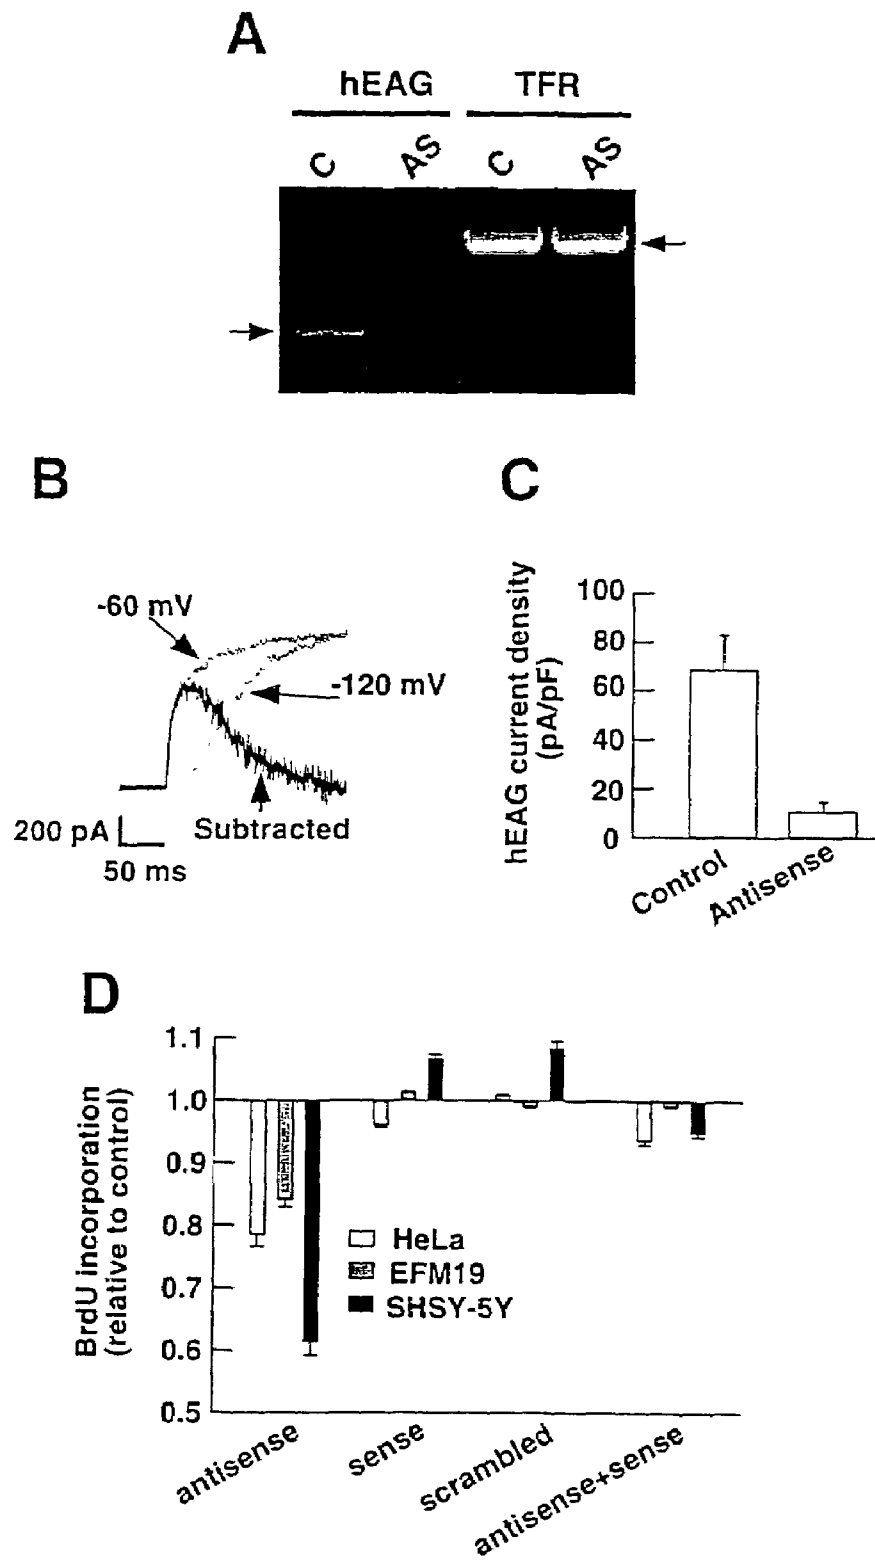 A
hEAG TFR
C AS C AS
B
-60 mV
-120 mV
200 pA
Subtracted
50 ms
C
hEAG current density
(pA/pF)
100
80
60
40
20
0
Control
Antisense
D
BrdU incorporation
(relative to control)
1.1
1.0
0.9
0.8
0.7
0.6
0.5
HeLa
EFM19
SHSY-5Y
antisense
sense
scrambled
antisense+sense